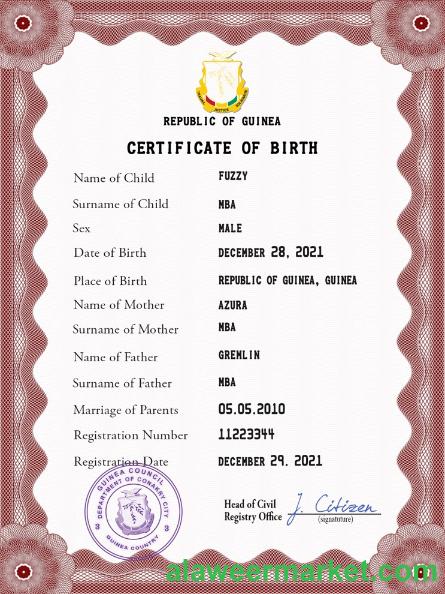 REPUBLIC OF GUINEA
CERTIFICATE OF BIRTH
Name of Child FUZZY
Surname of Child MBA
Sex MALE
Date of Birth DECEMBER 28, 2021
Place of Birth REPUBLIC OF GUINEA, GUINEA
Name of Mother AZURA
Surname of Mother MBA
Name of Father GREMLIN
Surname of Father MBA
Marriage of Parents 05.05.2010
Registration Number 11223344
Registration Date DECEMBER 29. 2021
GUINEA COUNCIL
DEPARTMENT OF CONAKRY CITY
GUINEA COUNTRY
Head of Civil
Registry Office
J. Citizen
(signatuture)
alaweermarket.com